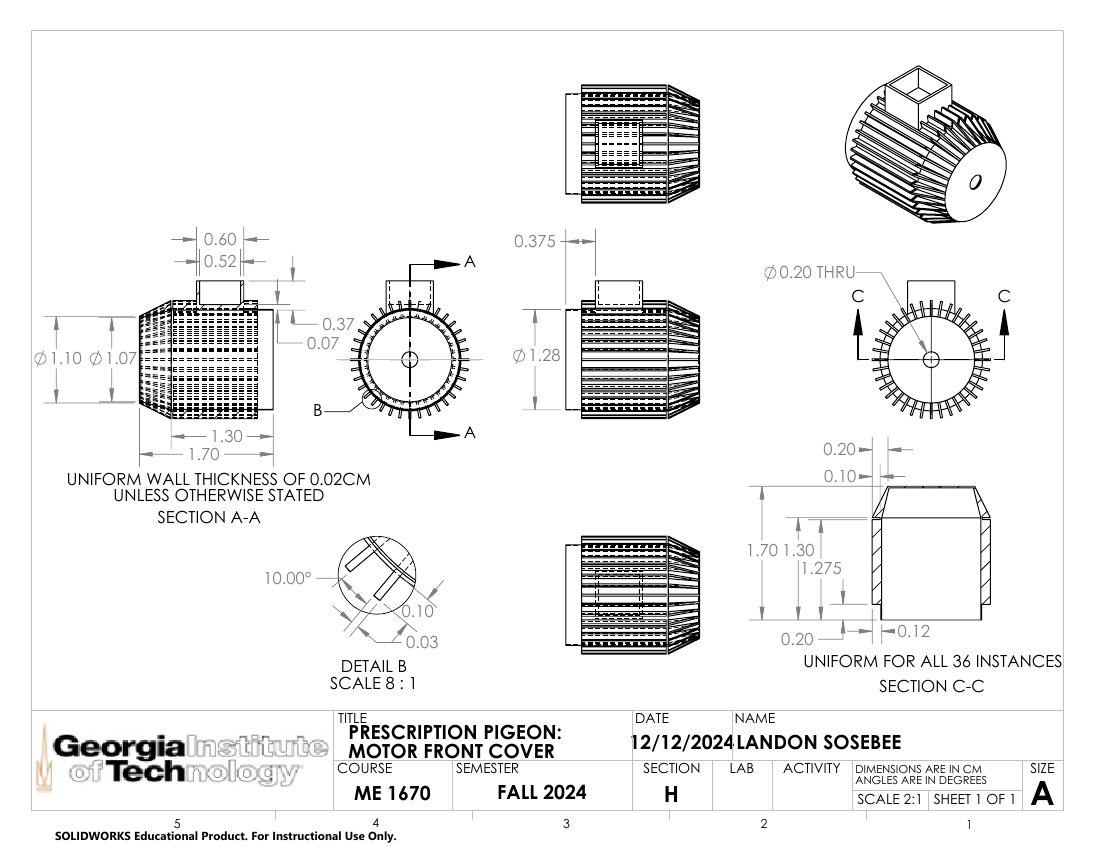 0.60
0.52
A
0.375
Ø0.20 THRU
C
C
0.37
0.07
Ø1.10
Ø1.07
Ø1.28
B
A
1.30
1.70
UNIFORM WALL THICKNESS OF 0.02CM
UNLESS OTHERWISE STATED
SECTION A-A
0.20
0.10
1.70
1.30
1.275
10.00°
0.10
0.03
0.20
0.12
DETAIL B
SCALE 8 : 1
UNIFORM FOR ALL 36 INSTANCES
SECTION C-C
Georgia Institute
of Technology
TITLE
PRESCRIPTION PIGEON:
MOTOR FRONT COVER
DATE
12/12/2024
NAME
LANDON SOSEBEE
COURSE
ME 1670
SEMESTER
FALL 2024
SECTION
H
LAB
ACTIVITY
DIMENSIONS ARE IN CM
ANGLES ARE IN DEGREES
SCALE 2:1
SHEET 1 OF 1
SIZE
A
5
4
3
2
1
SOLIDWORKS Educational Product. For Instructional Use Only.